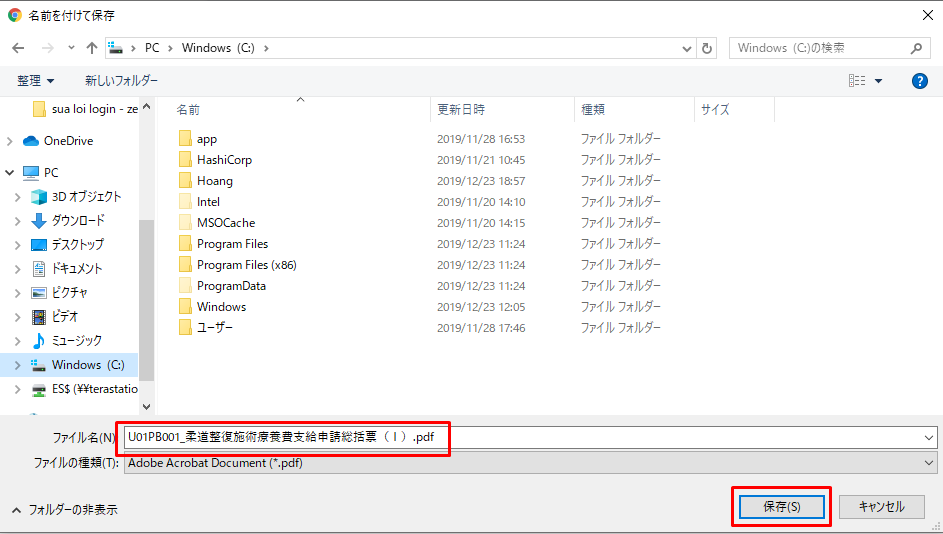 名前を付けて保存
PC › Windows (C:) ›
Windows (C:)の検索
整理 新しいフォルダー
sua loi login - ze
OneDrive
PC
3D オブジェクト
ダウンロード
デスクトップ
ドキュメント
ピクチャ
ビデオ
ミュージック
Windows (C:)
ES$ (¥¥terastatio
名前 更新日時 種類 サイズ
app 2019/11/28 16:53 ファイル フォルダー
HashiCorp 2019/11/21 10:45 ファイル フォルダー
Hoang 2019/12/23 18:57 ファイル フォルダー
Intel 2019/11/20 14:10 ファイル フォルダー
MSOCache 2019/11/20 14:15 ファイル フォルダー
Program Files 2019/12/23 11:24 ファイル フォルダー
Program Files (x86) 2019/12/23 11:24 ファイル フォルダー
ProgramData 2019/12/23 11:24 ファイル フォルダー
Windows 2019/12/23 12:05 ファイル フォルダー
ユーザー 2019/11/28 17:46 ファイル フォルダー
ファイル名(N): U01PB001_柔道整復施術療養費支給申請総括票（Ⅰ）.pdf
ファイルの種類(T): Adobe Acrobat Document (*.pdf)
フォルダーの非表示
保存(S) キャンセル